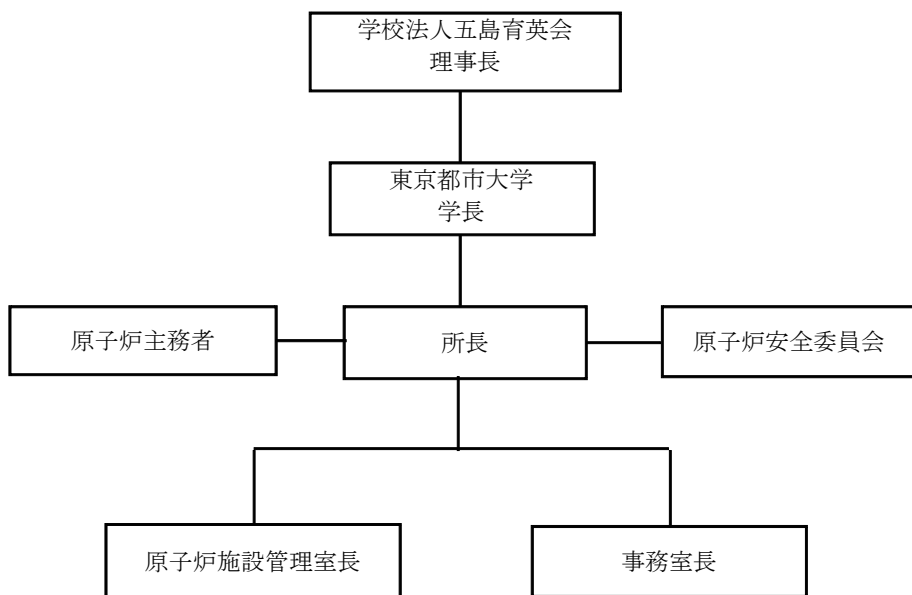 学校法人五島育英会
理事長
東京都市大学
学長
原子炉主務者
所長
原子炉安全委員会
原子炉施設管理室長
事務室長